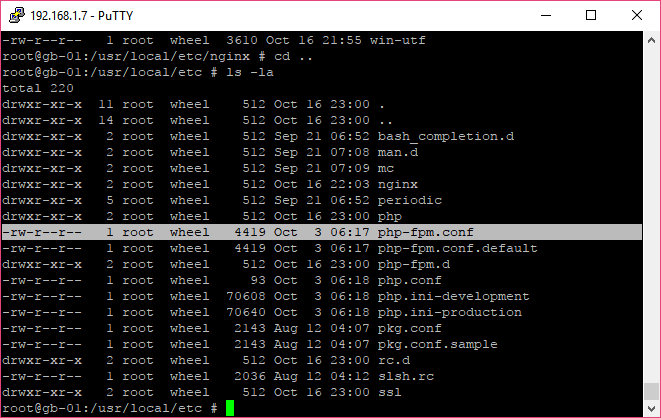 192.168.1.7 - PuTTY
-rw-r--r--   1 root  wheel   3610 Oct 16 21:55 win-utf
root@gb-01:/usr/local/etc/nginx # cd ..
root@gb-01:/usr/local/etc # ls -la
total 220
drwxr-xr-x  11 root  wheel    512 Oct 16 23:00 .
drwxr-xr-x  14 root  wheel    512 Oct 16 23:00 ..
drwxr-xr-x   2 root  wheel    512 Sep 21 06:52 bash_completion.d
drwxr-xr-x   2 root  wheel    512 Sep 21 07:08 man.d
drwxr-xr-x   2 root  wheel    512 Sep 21 07:09 mc
drwxr-xr-x   2 root  wheel    512 Oct 16 22:03 nginx
drwxr-xr-x   5 root  wheel    512 Sep 21 06:52 periodic
drwxr-xr-x   2 root  wheel    512 Oct 16 23:00 php
-rw-r--r--   1 root  wheel   4419 Oct  3 06:17 php-fpm.conf
-rw-r--r--   1 root  wheel   4419 Oct  3 06:17 php-fpm.conf.default
drwxr-xr-x   2 root  wheel    512 Oct 16 23:00 php-fpm.d
-rw-r--r--   1 root  wheel     93 Oct  3 06:18 php.conf
-rw-r--r--   1 root  wheel  70608 Oct  3 06:18 php.ini-development
-rw-r--r--   1 root  wheel  70640 Oct  3 06:18 php.ini-production
-rw-r--r--   1 root  wheel   2143 Aug 12 04:07 pkg.conf
-rw-r--r--   1 root  wheel   2143 Aug 12 04:07 pkg.conf.sample
drwxr-xr-x   2 root  wheel    512 Oct 16 23:00 rc.d
-rw-r--r--   1 root  wheel   2036 Aug 12 04:12 slsh.rc
drwxr-xr-x   2 root  wheel    512 Oct 16 23:00 ssl
root@gb-01:/usr/local/etc #